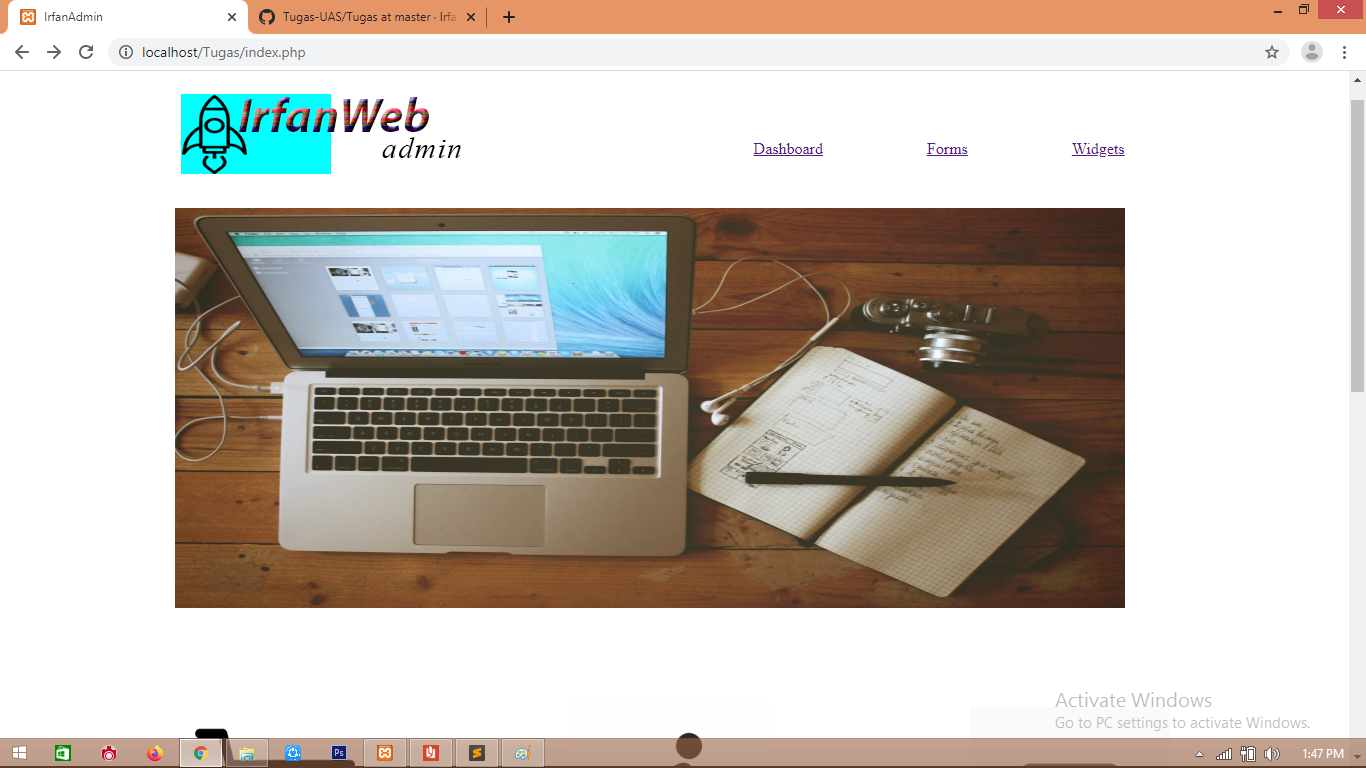 IrfanAdmin
Tugas-UAS/Tugas at master · Irfa
localhost/Tugas/index.php
IrfanWeb
admin
Dashboard
Forms
Widgets
Activate Windows
Go to PC settings to activate Windows.
Ps
1:47 PM